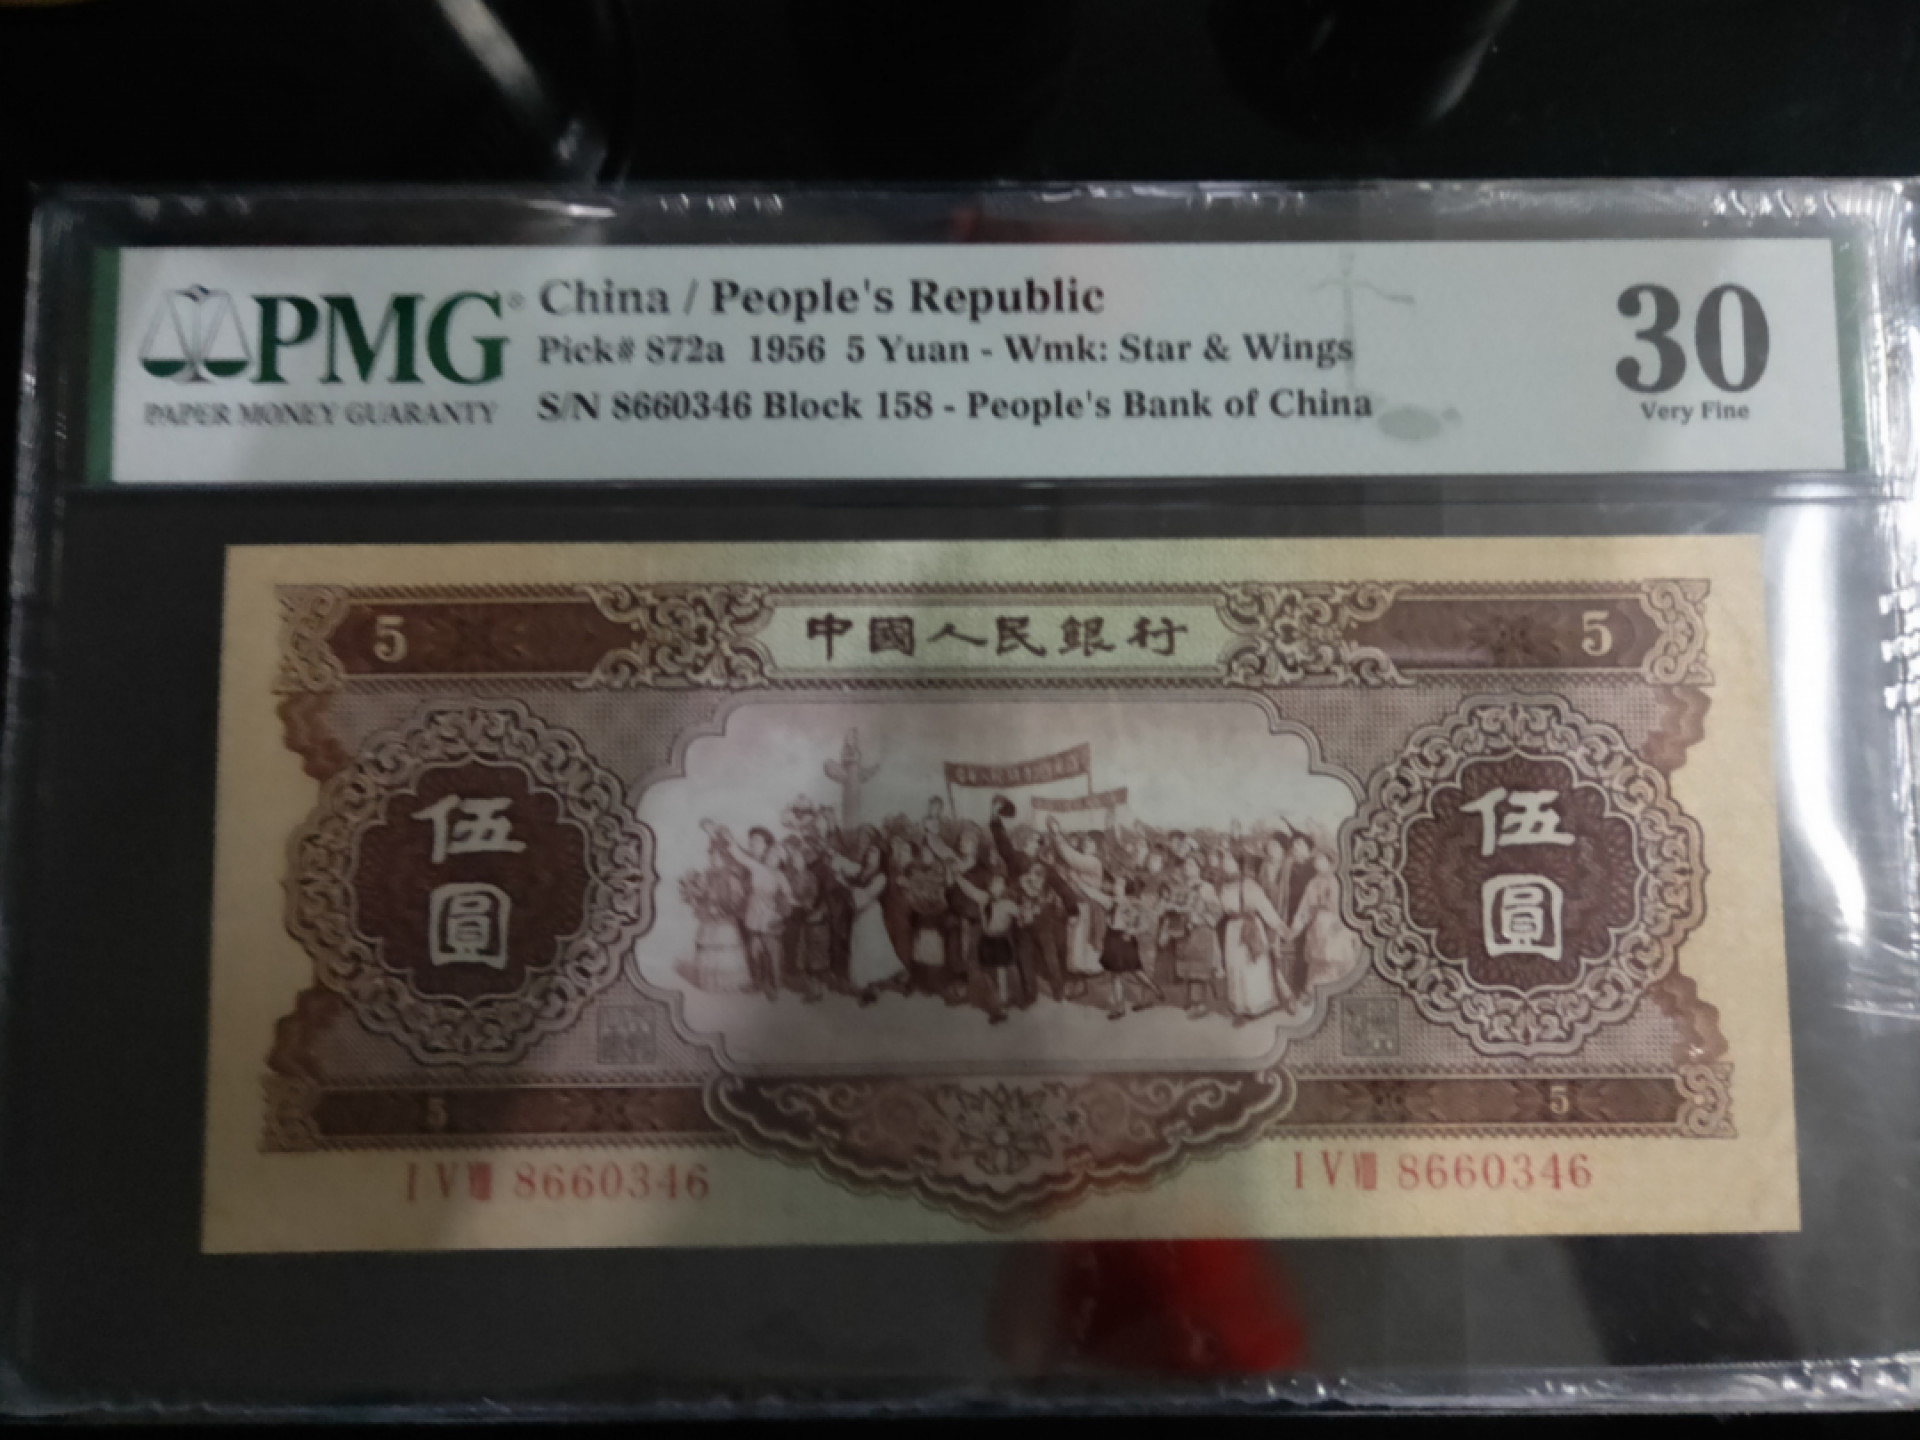 PMG®
PAPER MONEY GUARANTY
China / People's Republic
Pick# 872a 1956 5 Yuan - Wmk: Star & Wings
S/N 8660346 Block 158 - People's Bank of China
30
Very Fine
5
中國人民銀行
5
伍圓
伍圓
5
5
I V VIII 8660346
I V VIII 8660346